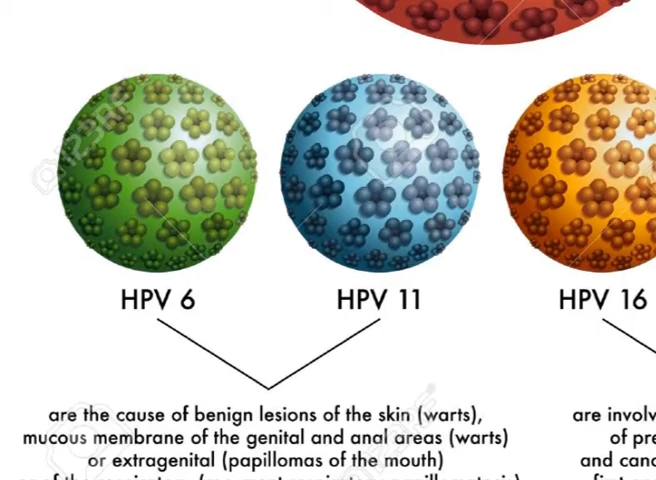 HPV 6
HPV 11
HPV 16
are the cause of benign lesions of the skin (warts),
mucous membrane of the genital and anal areas (warts)
or extragenital (papillomas of the mouth)
are involv
of pre
and canc